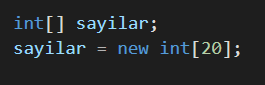 int[] sayilar;
sayilar = new int[20];